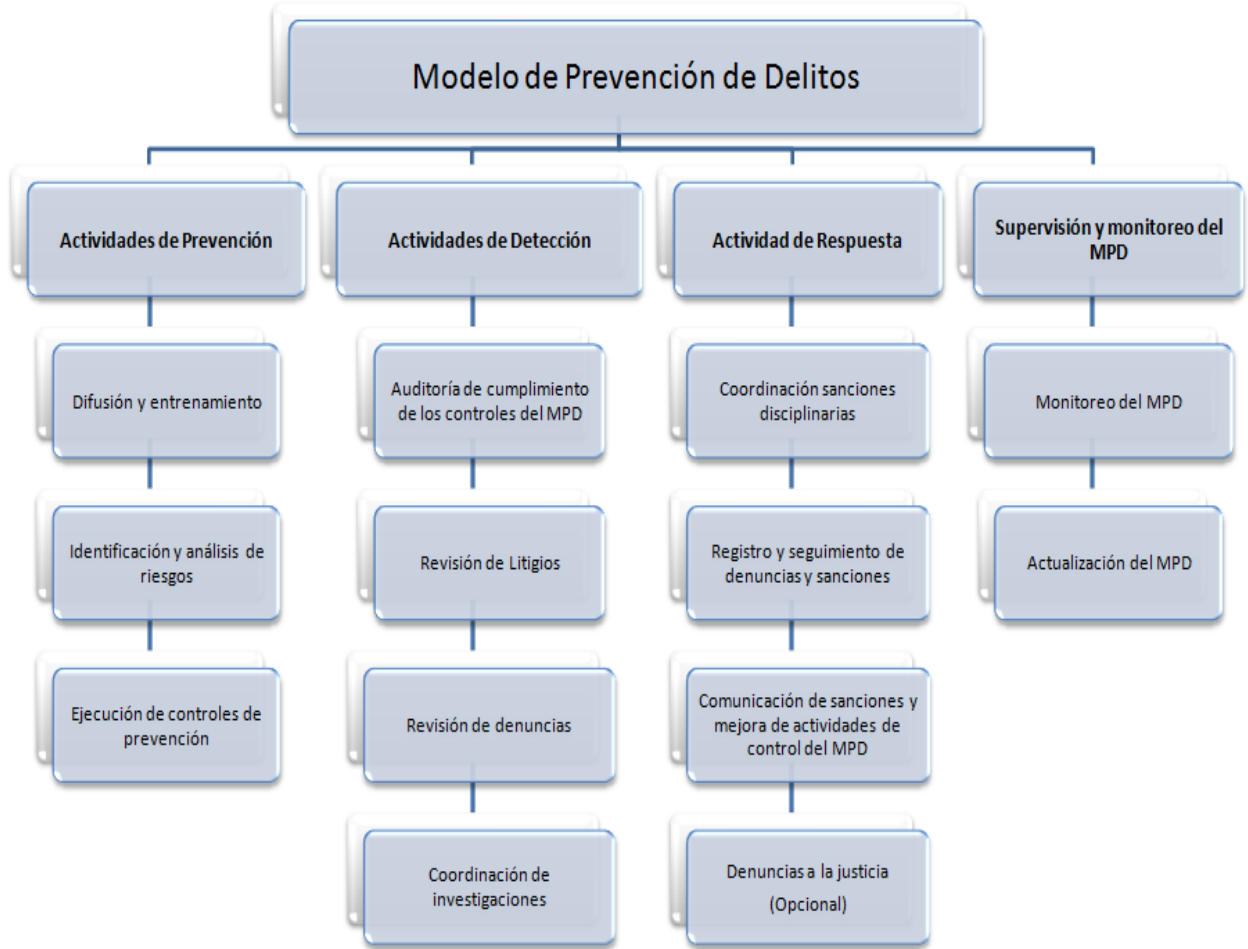 Modelo de Prevención de Delitos
Actividades de Prevención
Difusión y entrenamiento
Identificación y análisis de
riesgos
Ejecución de controles de
prevención
Actividades de Detección
Auditoría de cumplimiento
de los controles del MPD
Revisión de Litigios
Revisión de denuncias
Coordinación de
investigaciones
Actividad de Respuesta
Coordinación sanciones
disciplinarias
Registro y seguimiento de
denuncias y sanciones
Comunicación de sanciones y
mejora de actividades de
control del MPD
Denuncias a la justicia
(Opcional)
Supervisión y monitoreo del
MPD
Monitoreo del MPD
Actualización del MPD